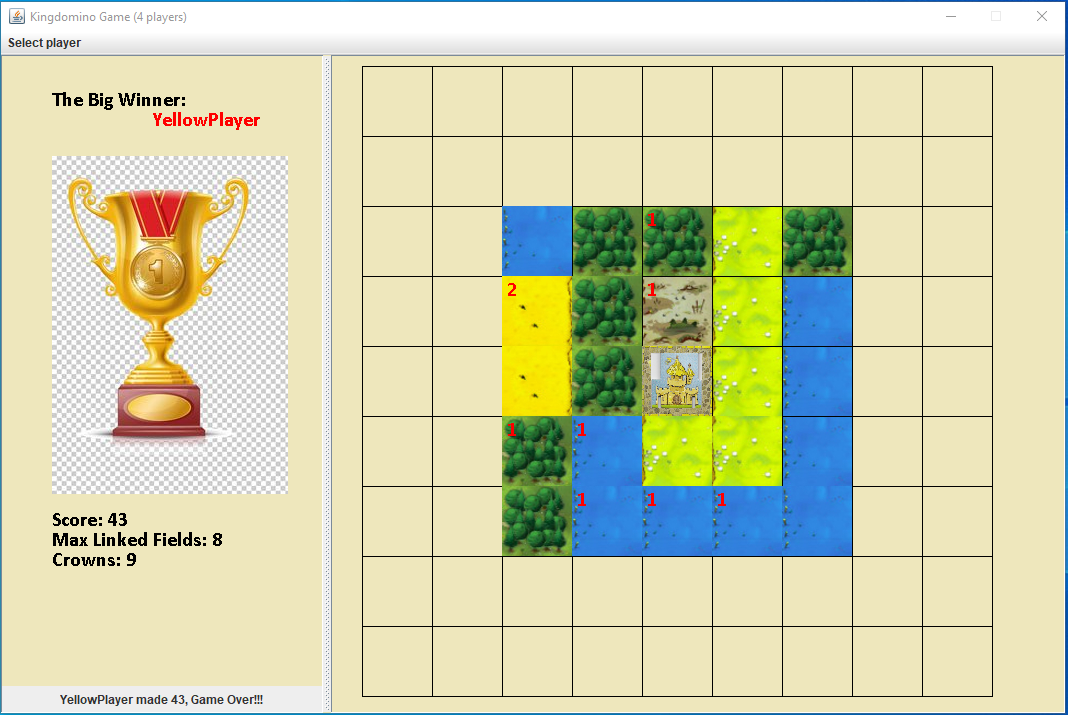 Kingdomino Game (4 players)
Select player
The Big Winner:
YellowPlayer
1
Score: 43
Max Linked Fields: 8
Crowns: 9
YellowPlayer made 43, Game Over!!!
1
2 1
1 1
1 1 1